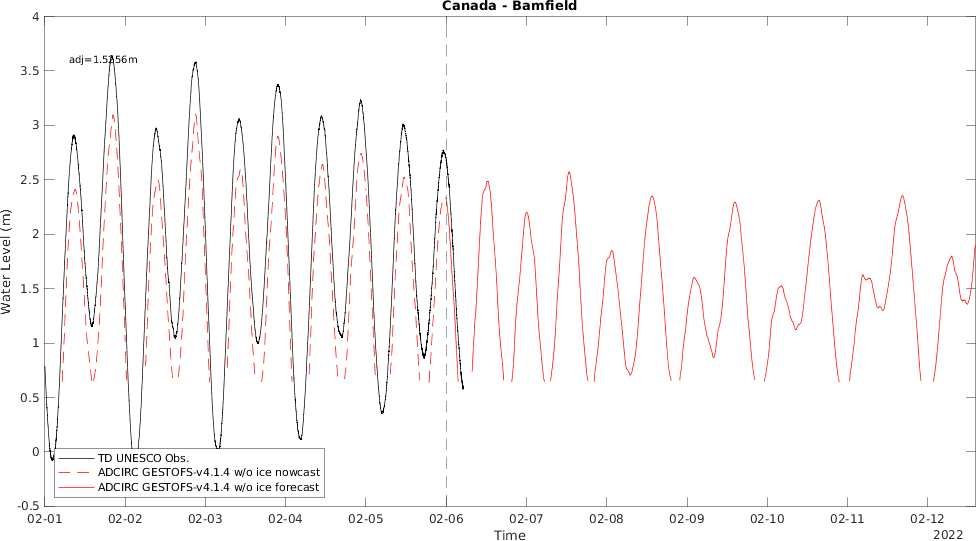 Canada - Bamfield
adj=1.5256m
4
3.5
3
2.5
2
1.5
1
0.5
0
-0.5
Water Level (m)
TD UNESCO Obs.
ADCIRC GESTOFS-v4.1.4 w/o ice nowcast
ADCIRC GESTOFS-v4.1.4 w/o ice forecast
02-01 02-02 02-03 02-04 02-05 02-06 02-07 02-08 02-09 02-10 02-11 02-12
Time
2022